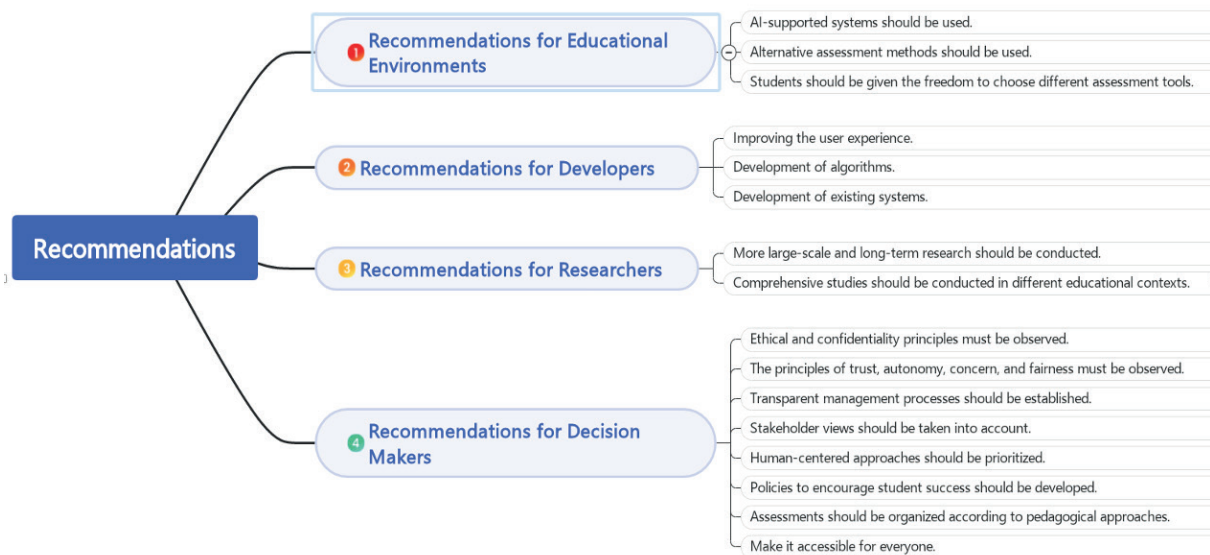 Recommendations
1
Recommendations for Educational
Environments
AI-supported systems should be used.
Alternative assessment methods should be used.
Students should be given the freedom to choose different assessment tools.
2
Recommendations for Developers
Improving the user experience.
Development of algorithms.
Development of existing systems.
3
Recommendations for Researchers
More large-scale and long-term research should be conducted.
Comprehensive studies should be conducted in different educational contexts.
4
Recommendations for Decision
Makers
Ethical and confidentiality principles must be observed.
The principles of trust, autonomy, concern, and fairness must be observed.
Transparent management processes should be established.
Stakeholder views should be taken into account.
Human-centered approaches should be prioritized.
Policies to encourage student success should be developed.
Assessments should be organized according to pedagogical approaches.
Make it accessible for everyone.